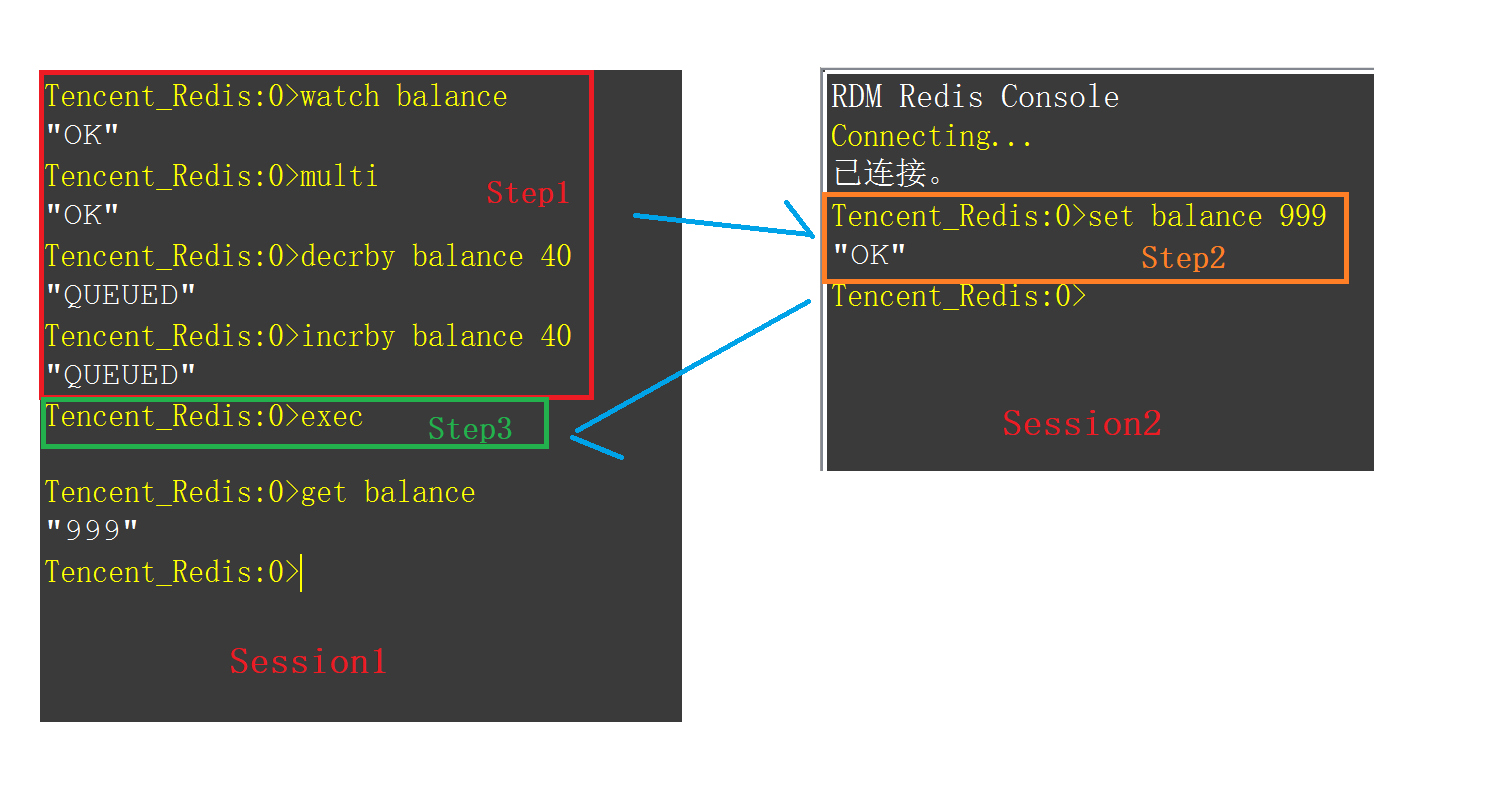 Tencent_Redis:0>watch balance
"OK"
Tencent_Redis:0>multi
"OK"
Step1
Tencent_Redis:0>decrby balance 40
"QUEUED"
Tencent_Redis:0>incrby balance 40
"QUEUED"
Tencent_Redis:0>exec
Step3
Tencent_Redis:0>get balance
"999"
Tencent_Redis:0>
Session1
RDM Redis Console
Connecting...
已连接。
Tencent_Redis:0>set balance 999
"OK"
Step2
Tencent_Redis:0>
Session2